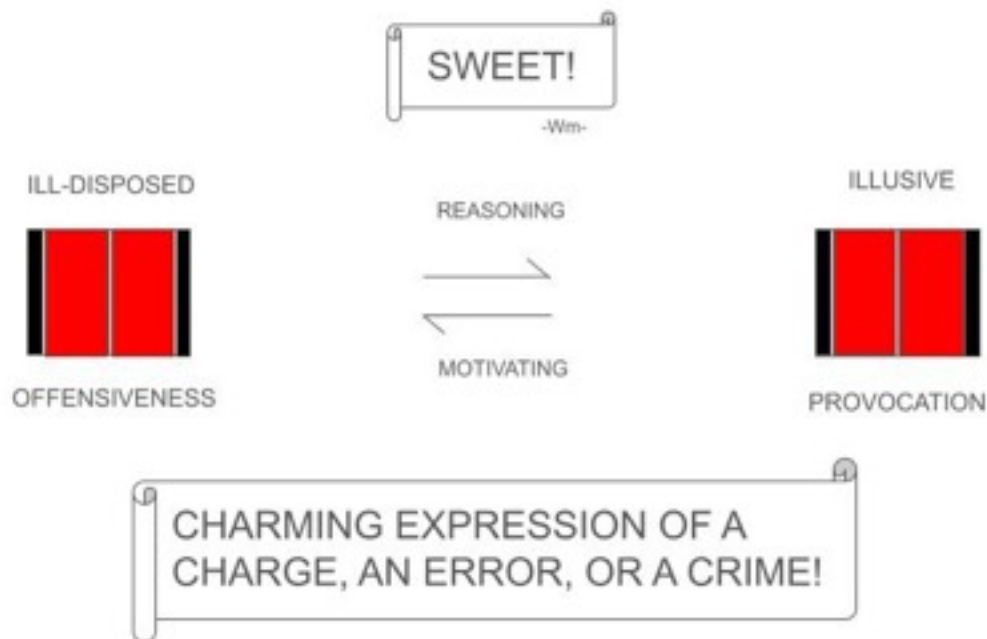 SWEET!
-Wm-
ILL-DISPOSED
ILLUSIVE
REASONING
MOTIVATING
OFFENSIVENESS
PROVOCATION
CHARMING EXPRESSION OF A
CHARGE, AN ERROR, OR A CRIME!